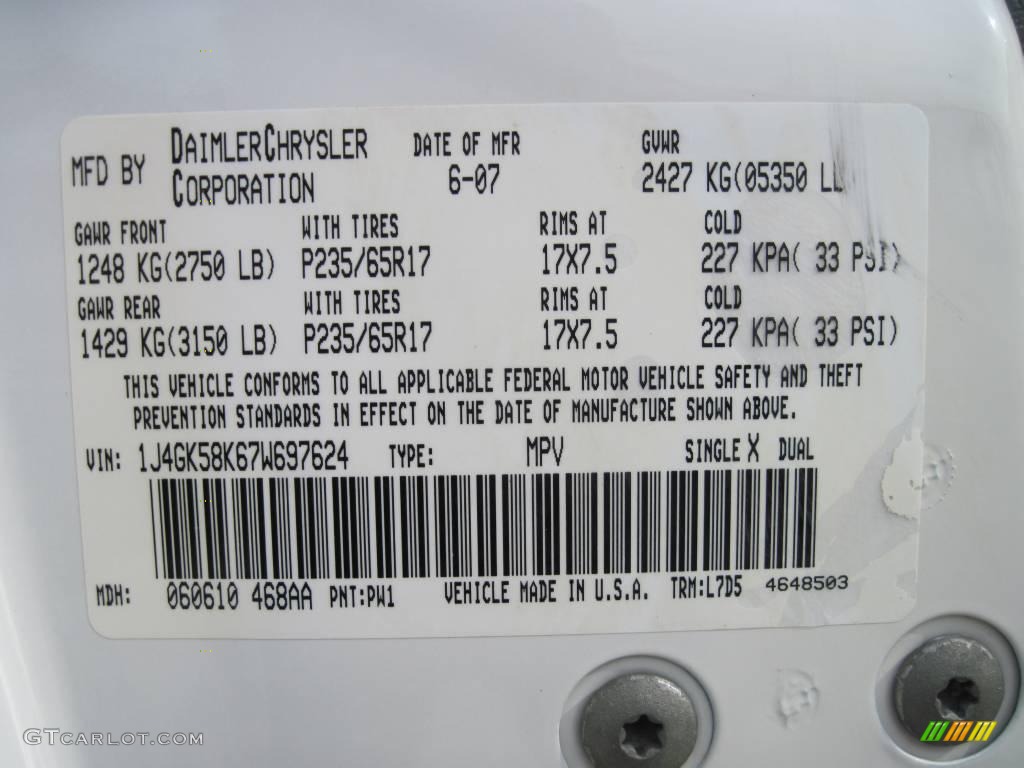 MFD BY DAIMLERCHRYSLER CORPORATION DATE OF MFR 6-07 GVWR 2427 KG(05350 LB
GAWR FRONT WITH TIRES RIMS AT COLD
1248 KG(2750 LB) P235/65R17 17X7.5 227 KPA( 33 PSI)
GAWR REAR WITH TIRES RIMS AT COLD
1429 KG(3150 LB) P235/65R17 17X7.5 227 KPA( 33 PSI)
THIS VEHICLE CONFORMS TO ALL APPLICABLE FEDERAL MOTOR VEHICLE SAFETY AND THEFT
PREVENTION STANDARDS IN EFFECT ON THE DATE OF MANUFACTURE SHOWN ABOVE.
VIN: 1J4GK58K67W697624 TYPE: MPV SINGLE X DUAL
MDH: 060610 468AA PNT:PW1 VEHICLE MADE IN U.S.A. TRM:L7D5 4648503
GTCARLOT.COM